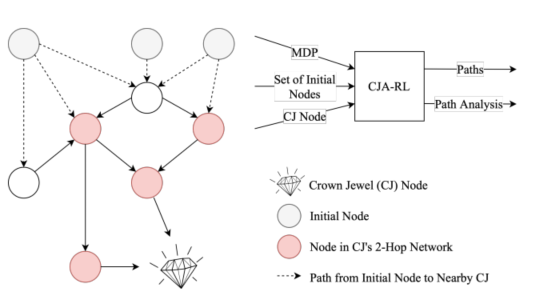 MDP
Set of Initial
Nodes
CJ Node
CJA-RL
Paths
Path Analysis
Crown Jewel (CJ) Node
Initial Node
Node in CJ's 2-Hop Network
Path from Initial Node to Nearby CJ